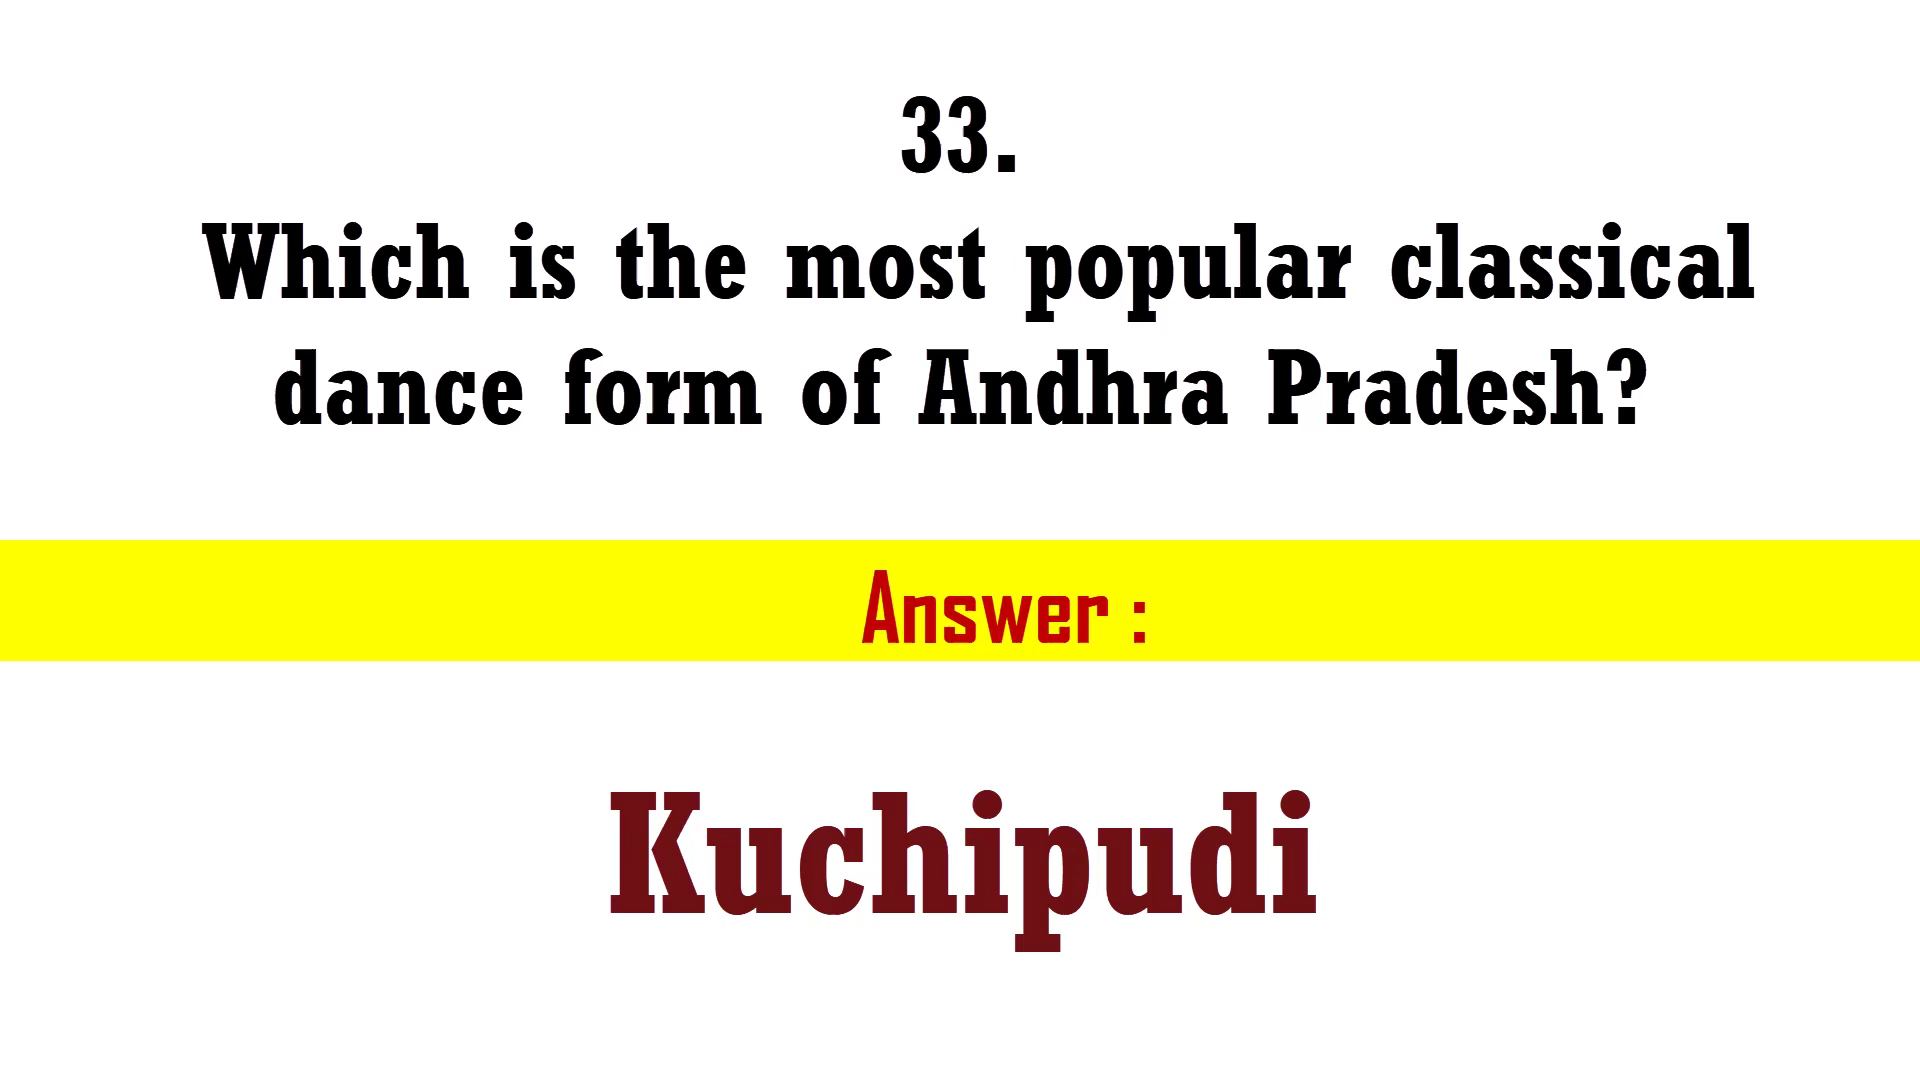 33.
Which is the most popular classical
dance form of Andhra Pradesh?
Answer :
Kuchipudi